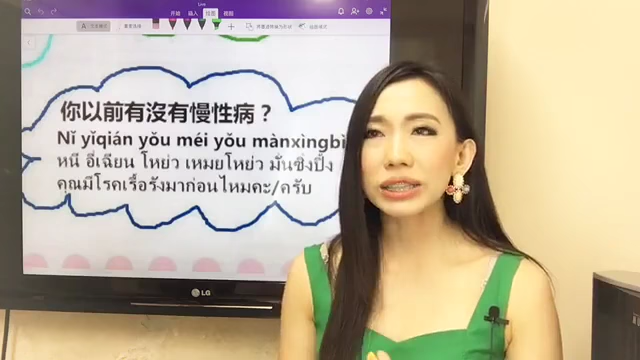 你以前有沒有慢性病？
Nǐ yǐqián yǒu méi yǒu mànxìngbì
หนี อี่เฉียน โหย่ว เหมยโหย่ว มั่นซิ่งปิ้ง
คุณมีโรคเรื้อรังมาก่อนไหมคะ/ครับ
LG